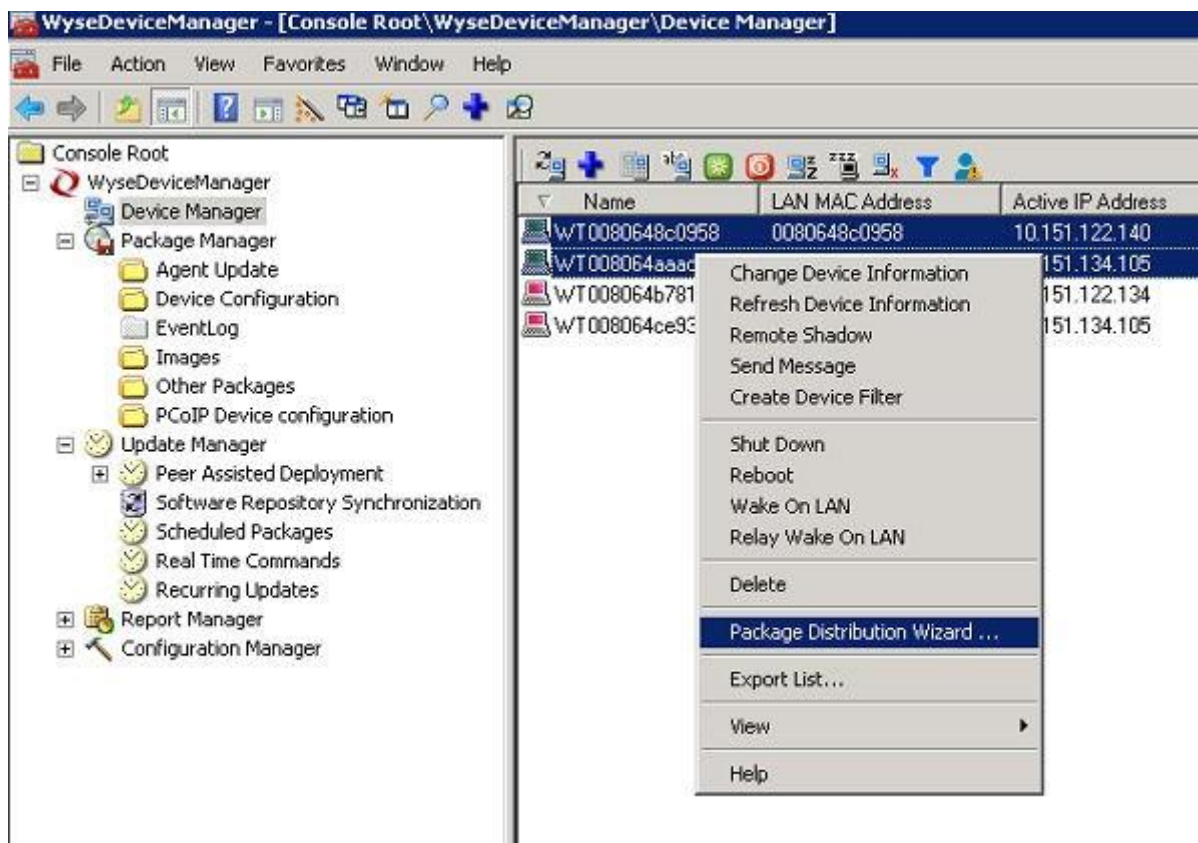 WyseDeviceManager - [Console Root\WyseDeviceManager\Device Manager]
File Action View Favorites Window Help
Console Root
WyseDeviceManager
Device Manager
Package Manager
Agent Update
Device Configuration
EventLog
Images
Other Packages
PCoIP Device configuration
Update Manager
Peer Assisted Deployment
Software Repository Synchronization
Scheduled Packages
Real Time Commands
Recurring Updates
Report Manager
Configuration Manager
Name LAN MAC Address Active IP Address
WT0080648c0958 0080648c0958 10.151.122.140
WT008064aaac 151.134.105
WT008064b781 151.122.134
WT008064ce93 151.134.105
Change Device Information
Refresh Device Information
Remote Shadow
Send Message
Create Device Filter
Shut Down
Reboot
Wake On LAN
Relay Wake On LAN
Delete
Package Distribution Wizard ...
Export List...
View
Help